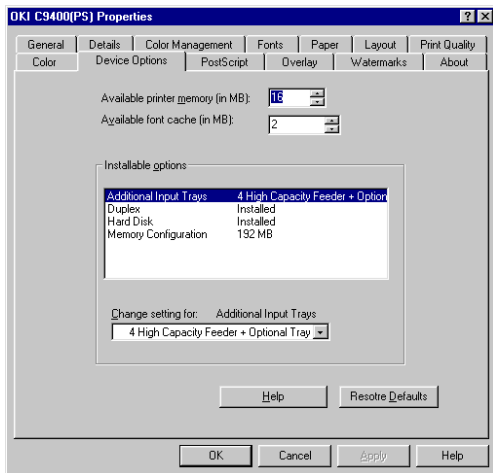 OKI C9400(PS) Properties
General Details Color Management Fonts Paper Layout Print Quality
Color Device Options PostScript Overlay Watermarks About
Available printer memory (in MB): 16
Available font cache (in MB): 2
Installable options
Additional Input Trays 4 High Capacity Feeder + Option
Duplex Installed
Hard Disk Installed
Memory Configuration 192 MB
Change setting for: Additional Input Trays
4 High Capacity Feeder + Optional Tray
Help Resotre Defaults
OK Cancel Apply Help